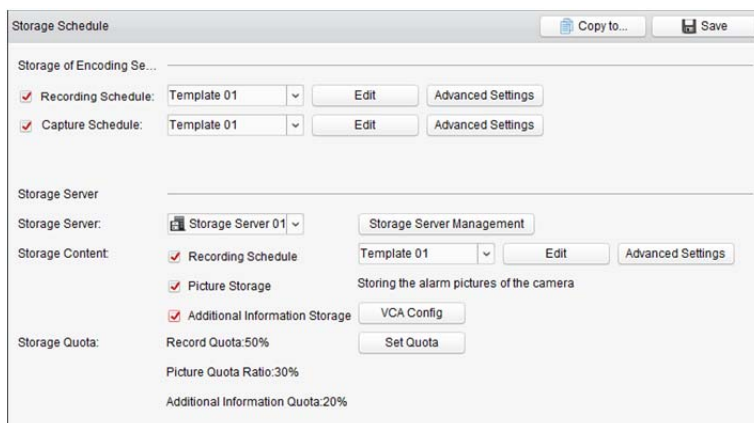 Storage Schedule Copy to... Save
Storage of Encoding Se...
Recording Schedule: Template 01 Edit Advanced Settings
Capture Schedule: Template 01 Edit Advanced Settings
Storage Server
Storage Server: Storage Server 01 Storage Server Management
Storage Content: Recording Schedule Template 01 Edit Advanced Settings
Picture Storage Storing the alarm pictures of the camera
Additional Information Storage VCA Config
Storage Quota: Record Quota:50% Set Quota
Picture Quota Ratio:30%
Additional Information Quota:20%